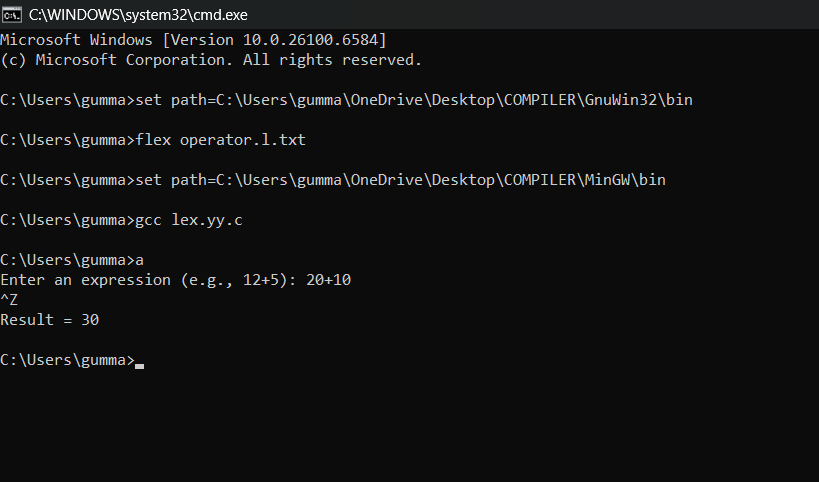 C:\WINDOWS\system32\cmd.exe
Microsoft Windows [Version 10.0.26100.6584]
(c) Microsoft Corporation. All rights reserved.
C:\Users\gumma>set path=C:\Users\gumma\OneDrive\Desktop\COMPILER\GnuWin32\bin
C:\Users\gumma>flex operator.l.txt
C:\Users\gumma>set path=C:\Users\gumma\OneDrive\Desktop\COMPILER\MinGW\bin
C:\Users\gumma>gcc lex.yy.c
C:\Users\gumma>a
Enter an expression (e.g., 12+5): 20+10
^Z
Result = 30
C:\Users\gumma>